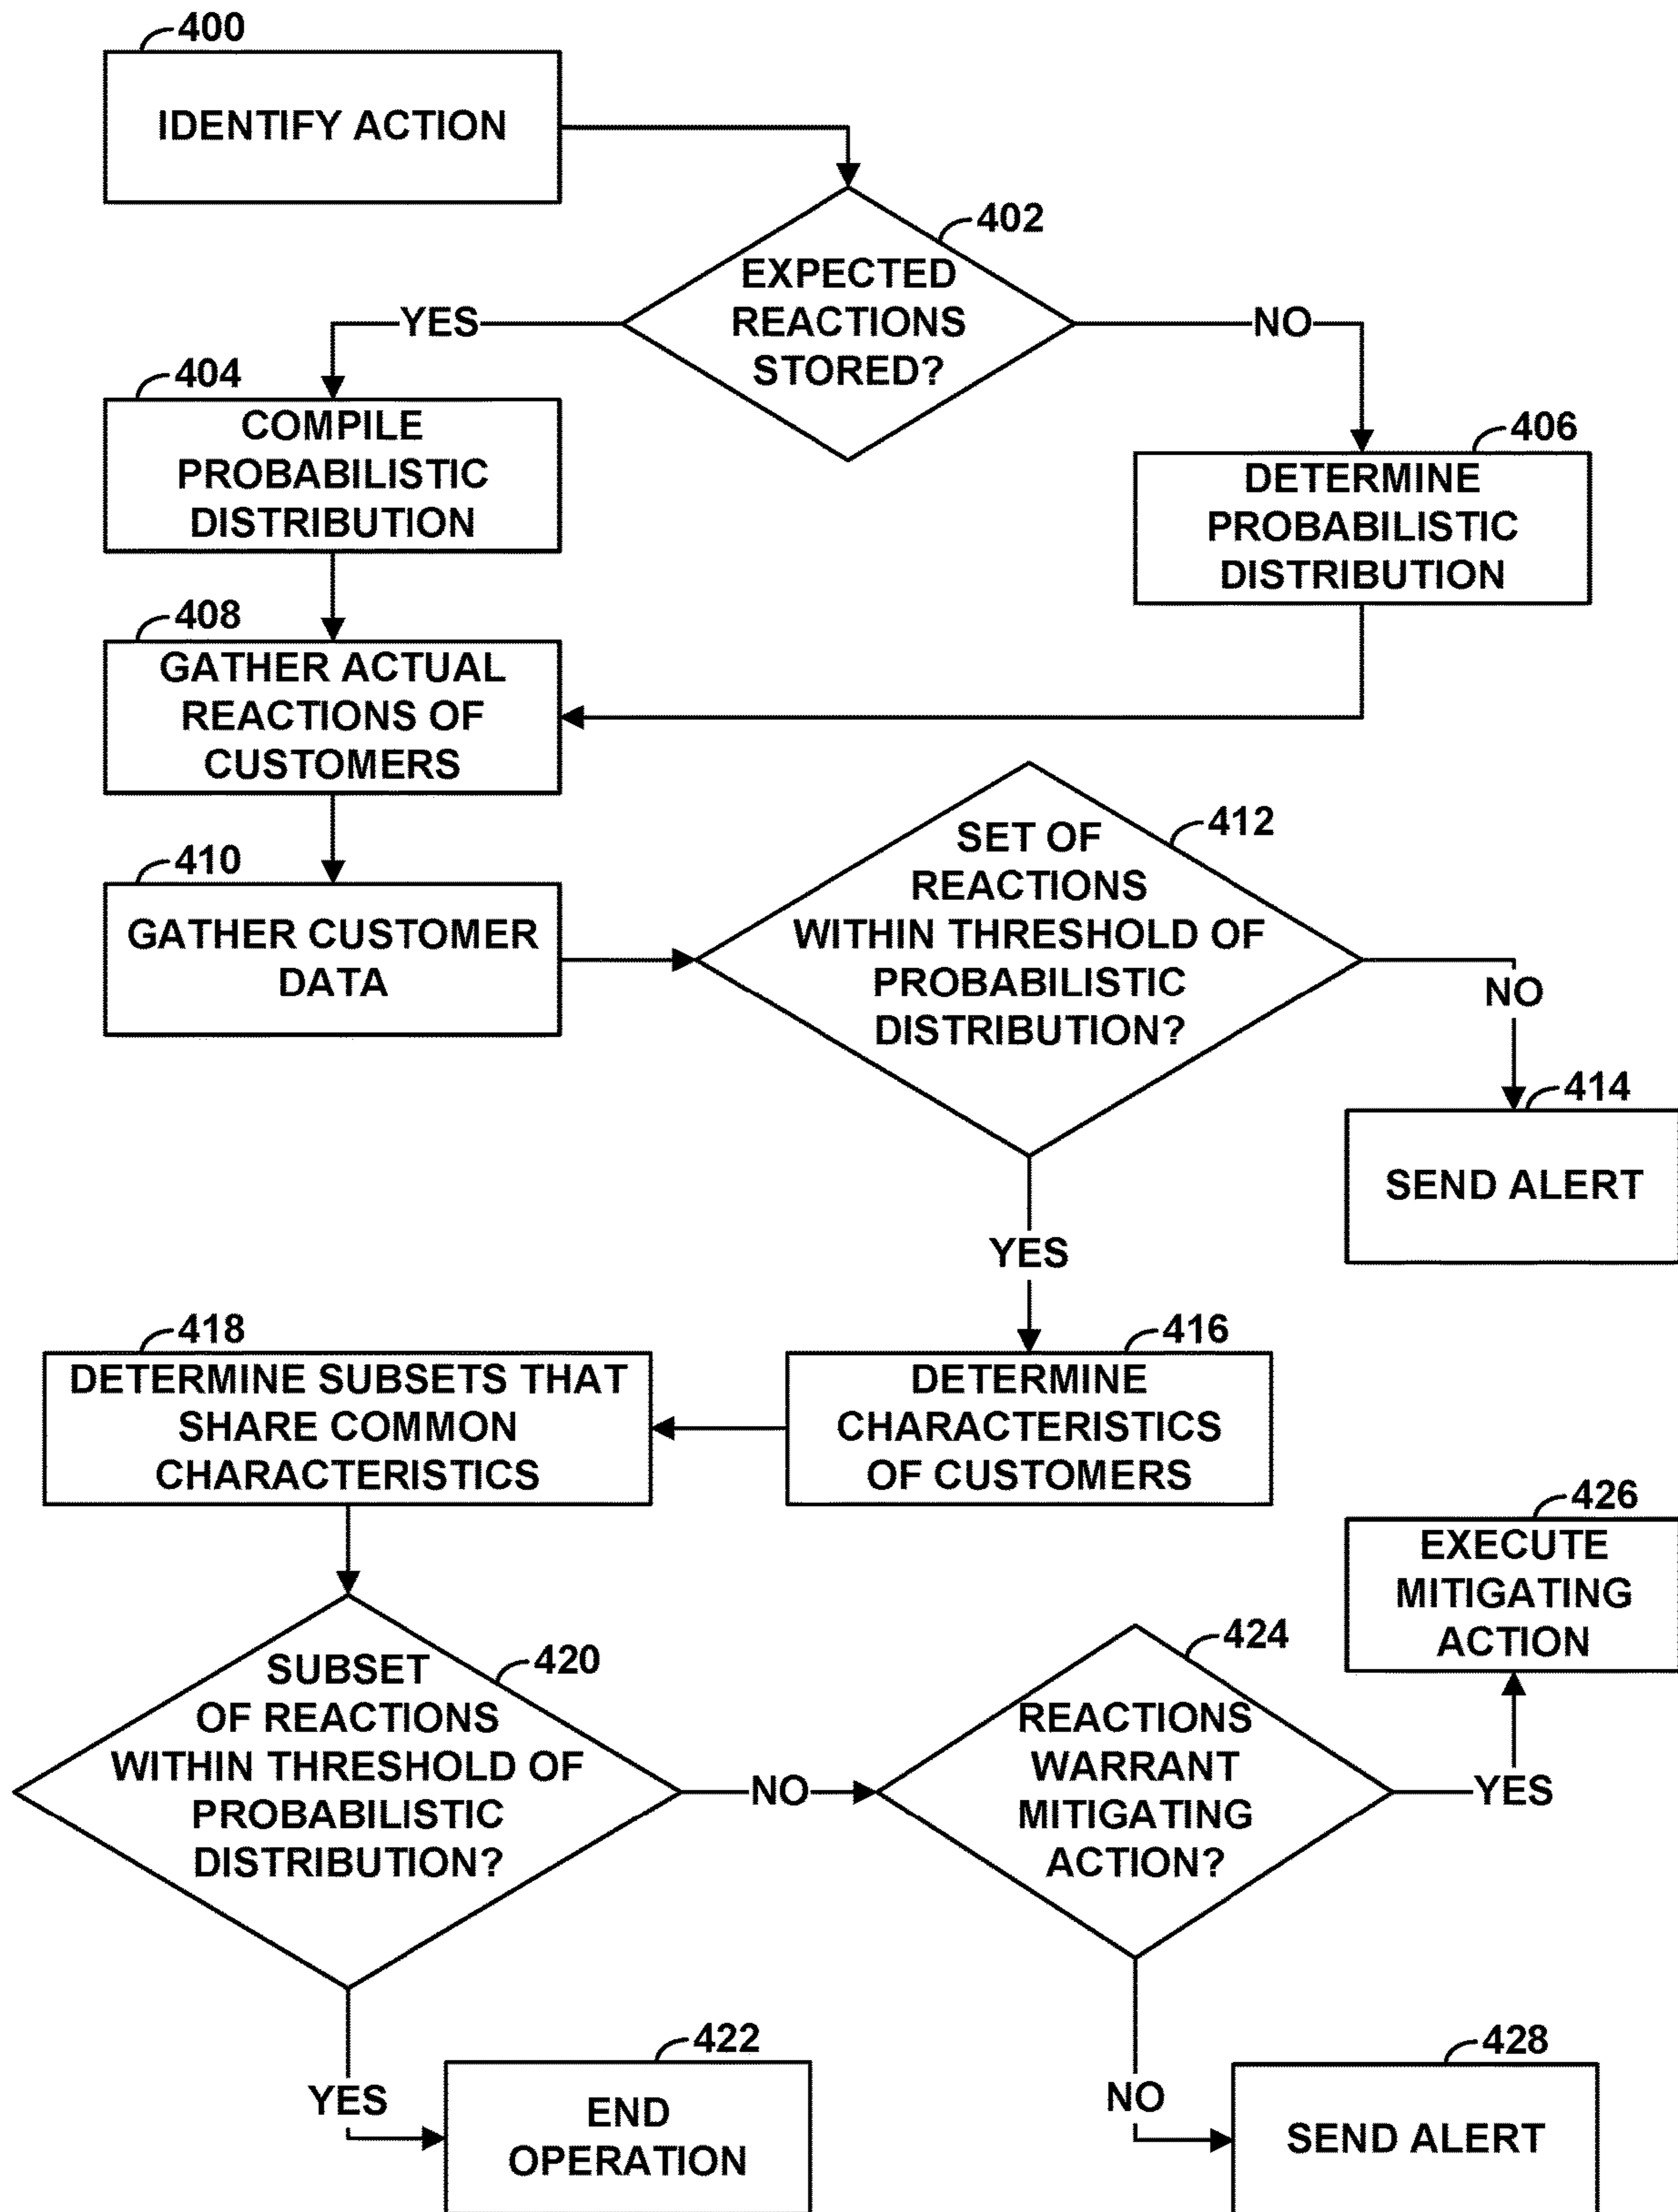 400
IDENTIFY ACTION
402
EXPECTED
REACTIONS
STORED?
YES
NO
404
COMPILE
PROBABILISTIC
DISTRIBUTION
406
DETERMINE
PROBABILISTIC
DISTRIBUTION
408
GATHER ACTUAL
REACTIONS OF
CUSTOMERS
410
GATHER CUSTOMER
DATA
412
SET OF
REACTIONS
WITHIN THRESHOLD OF
PROBABILISTIC
DISTRIBUTION?
NO
414
SEND ALERT
YES
416
DETERMINE
CHARACTERISTICS
OF CUSTOMERS
418
DETERMINE SUBSETS THAT
SHARE COMMON
CHARACTERISTICS
420
SUBSET
OF REACTIONS
WITHIN THRESHOLD OF
PROBABILISTIC
DISTRIBUTION?
NO
424
REACTIONS
WARRANT
MITIGATING
ACTION?
YES
426
EXECUTE
MITIGATING
ACTION
YES
422
END
OPERATION
NO
428
SEND ALERT